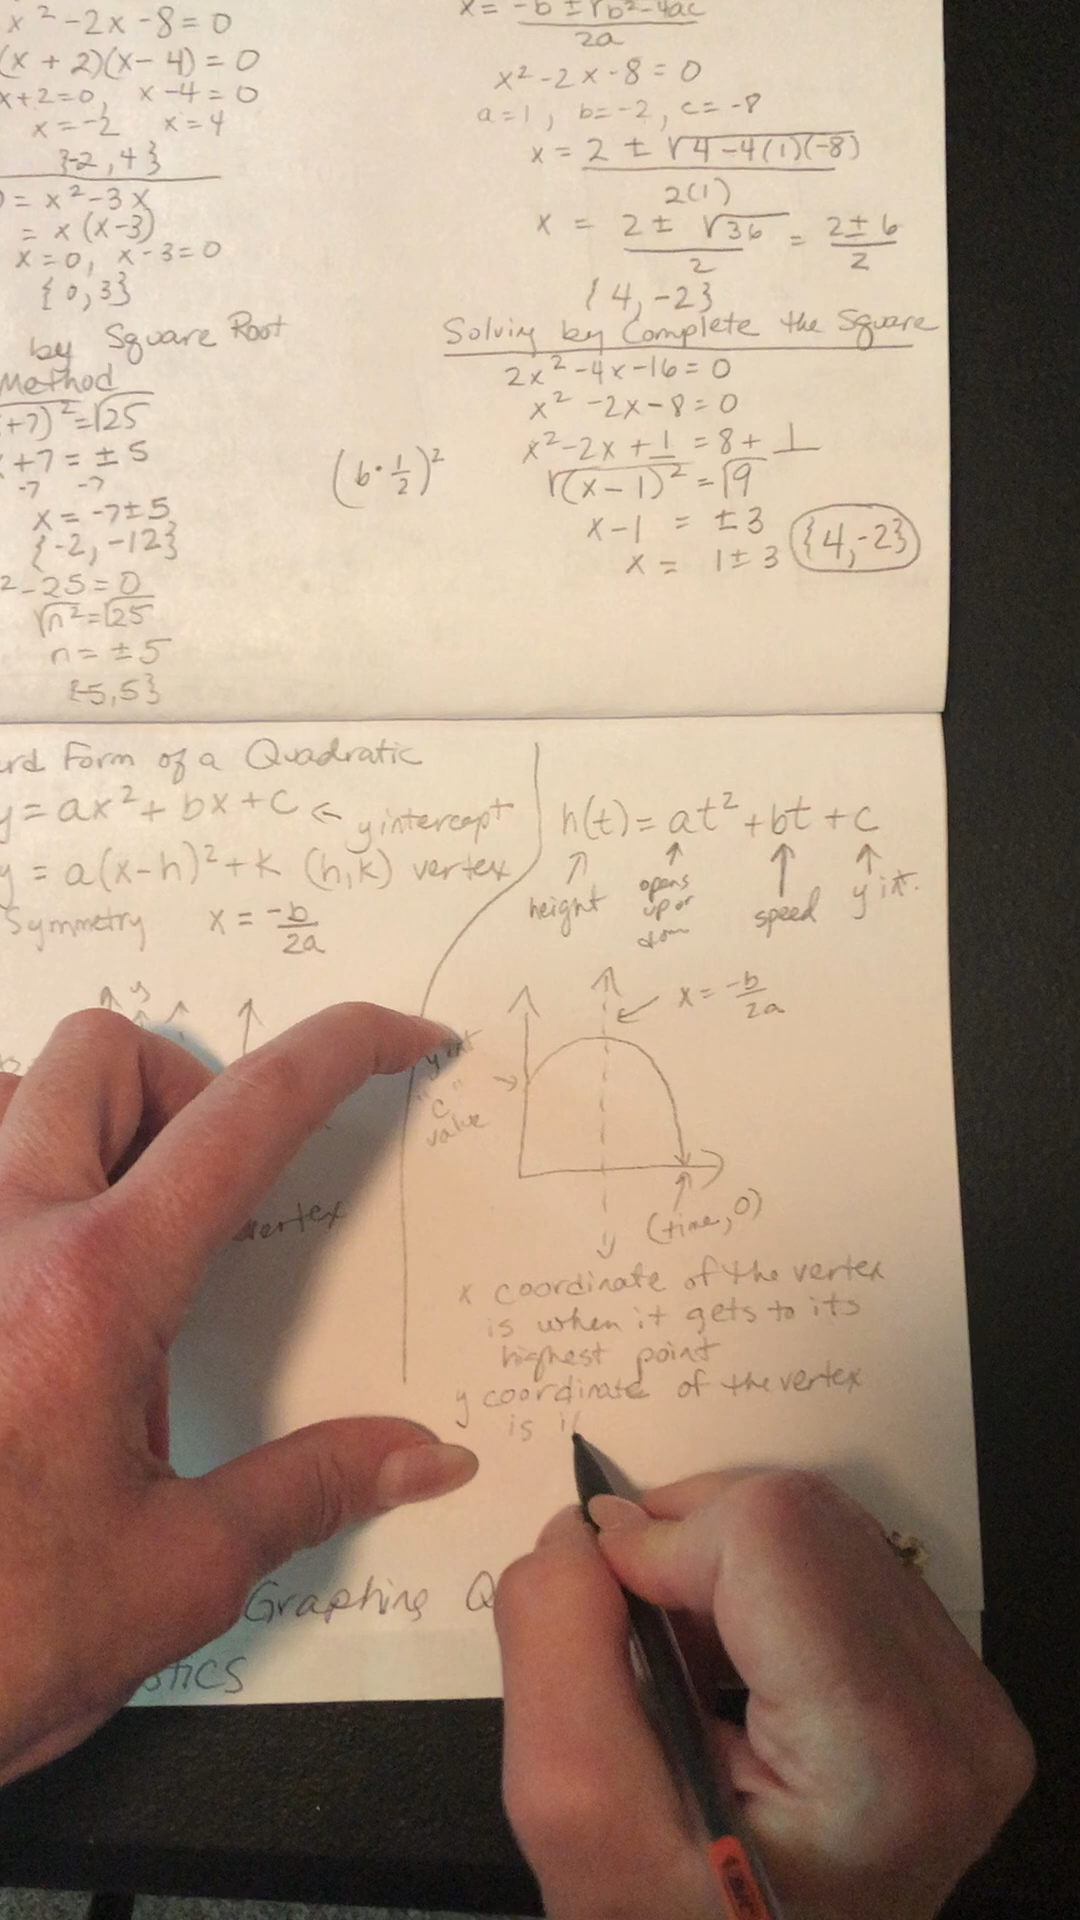 x² -2x -8 = 0
(x + 2)(x - 4) = 0
x+2=0, x-4=0
x=-2 x=4
{-2, 4}
= x² -3x
= x(x-3)
x=0, x-3=0
{0, 3}
by Square Root
Method
+7)² = √25
+7 = ±5
-7 -7
x = -7±5
{-2, -12}
² -25 = 0
√n² = √25
n = ±5
{-5, 5}
x = -b ± √b²-4ac
2a
x² -2x -8 = 0
a=1, b=-2, c=-8
x = 2 ± √4-4(1)(-8)
2(1)
x = 2 ± √36 = 2±6
2 2
{4, -2}
Solving by Complete the Square
2x² -4x -16 = 0
x² -2x -8 = 0
x² -2x + 1 = 8 + 1
(b · 1/2)²
√(x-1)² = √9
x-1 = ±3
x = 1±3 {4, -2}
Form of a Quadratic
y = ax² + bx + c ← y intercept
y = a(x-h)² + k (h, k) vertex
Symmetry x = -b
2a
y
vertex
h(t) = at² + bt + c
height opens up or down speed y int.
x = -b
2a
y int
"c"
value
(time, 0)
x coordinate of the vertex
is when it gets to its
highest point
y coordinate of the vertex
is
Graphing Q